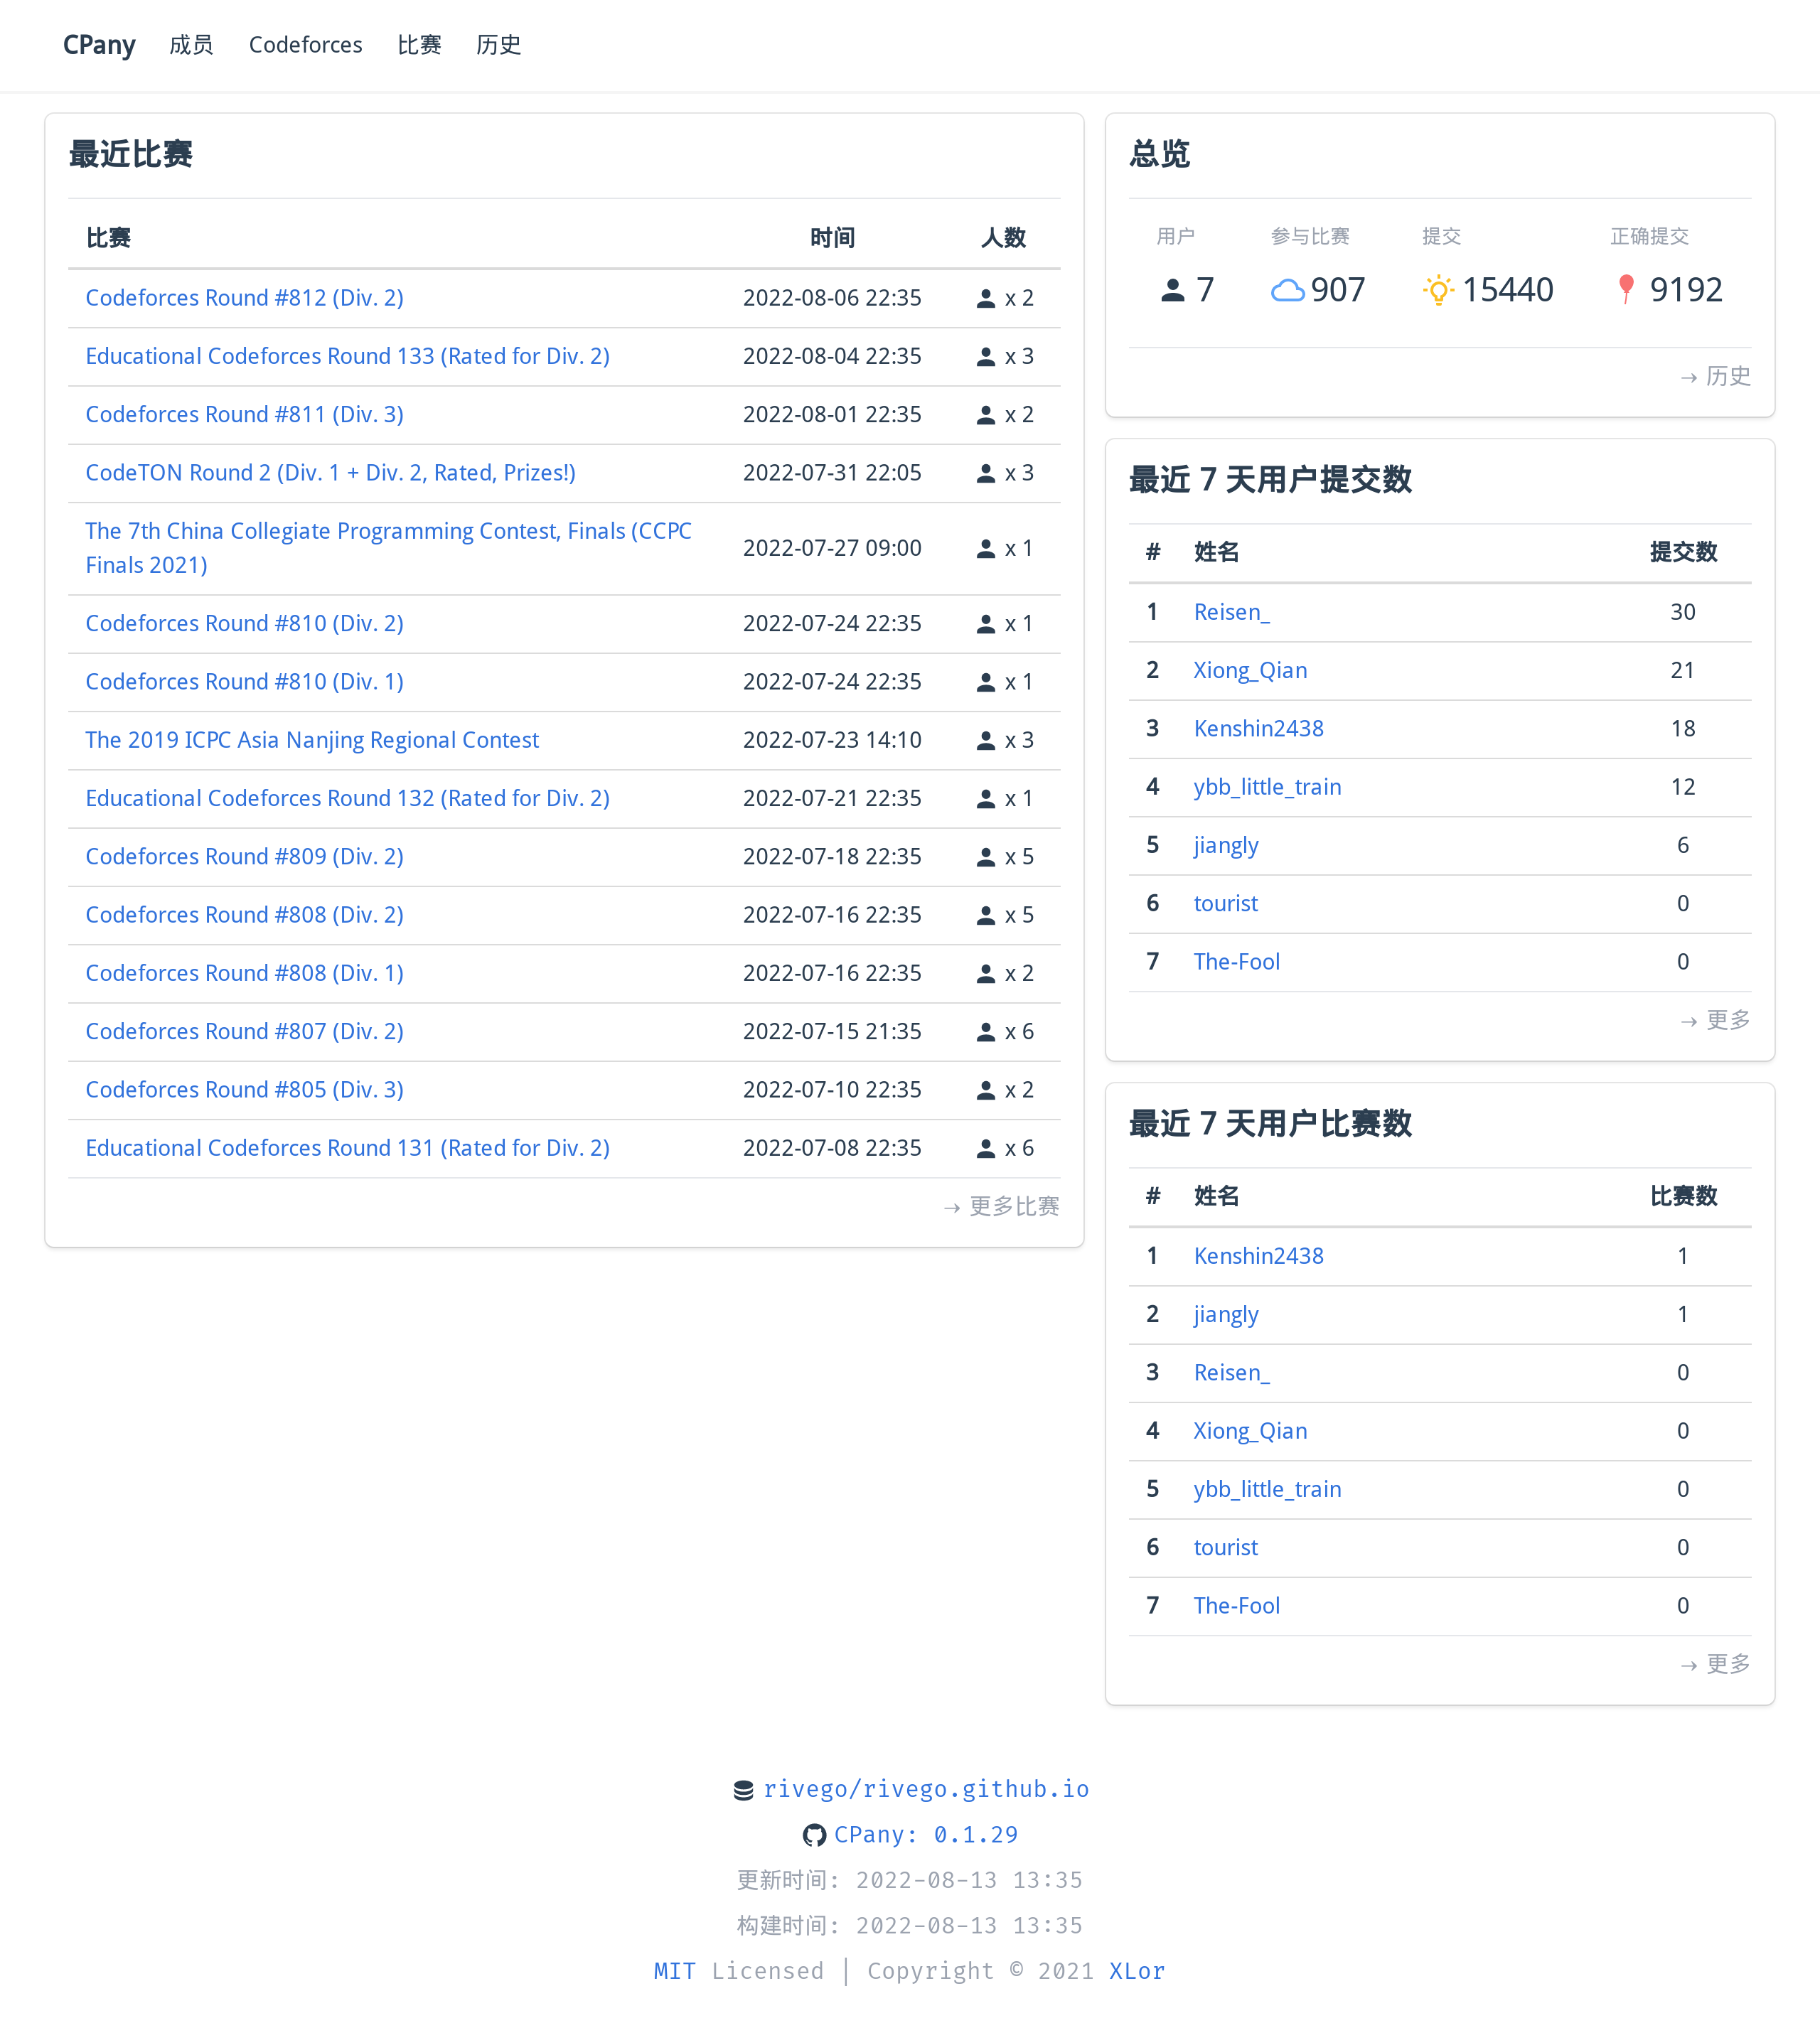 CPany 成员 Codeforces 比赛 历史
最近比赛
比赛 时间 人数
Codeforces Round #812 (Div. 2) 2022-08-06 22:35 x 2
Educational Codeforces Round 133 (Rated for Div. 2) 2022-08-04 22:35 x 3
Codeforces Round #811 (Div. 3) 2022-08-01 22:35 x 2
CodeTON Round 2 (Div. 1 + Div. 2, Rated, Prizes!) 2022-07-31 22:05 x 3
The 7th China Collegiate Programming Contest, Finals (CCPC
Finals 2021) 2022-07-27 09:00 x 1
Codeforces Round #810 (Div. 2) 2022-07-24 22:35 x 1
Codeforces Round #810 (Div. 1) 2022-07-24 22:35 x 1
The 2019 ICPC Asia Nanjing Regional Contest 2022-07-23 14:10 x 3
Educational Codeforces Round 132 (Rated for Div. 2) 2022-07-21 22:35 x 1
Codeforces Round #809 (Div. 2) 2022-07-18 22:35 x 5
Codeforces Round #808 (Div. 2) 2022-07-16 22:35 x 5
Codeforces Round #808 (Div. 1) 2022-07-16 22:35 x 2
Codeforces Round #807 (Div. 2) 2022-07-15 21:35 x 6
Codeforces Round #805 (Div. 3) 2022-07-10 22:35 x 2
Educational Codeforces Round 131 (Rated for Div. 2) 2022-07-08 22:35 x 6
→ 更多比赛
总览
用户 参与比赛 提交 正确提交
7 907 15440 9192
→ 历史
最近 7 天用户提交数
# 姓名 提交数
1 Reisen_ 30
2 Xiong_Qian 21
3 Kenshin2438 18
4 ybb_little_train 12
5 jiangly 6
6 tourist 0
7 The-Fool 0
→ 更多
最近 7 天用户比赛数
# 姓名 比赛数
1 Kenshin2438 1
2 jiangly 1
3 Reisen_ 0
4 Xiong_Qian 0
5 ybb_little_train 0
6 tourist 0
7 The-Fool 0
→ 更多
rivego/rivego.github.io
CPany: 0.1.29
更新时间: 2022-08-13 13:35
构建时间: 2022-08-13 13:35
MIT Licensed | Copyright © 2021 XLor